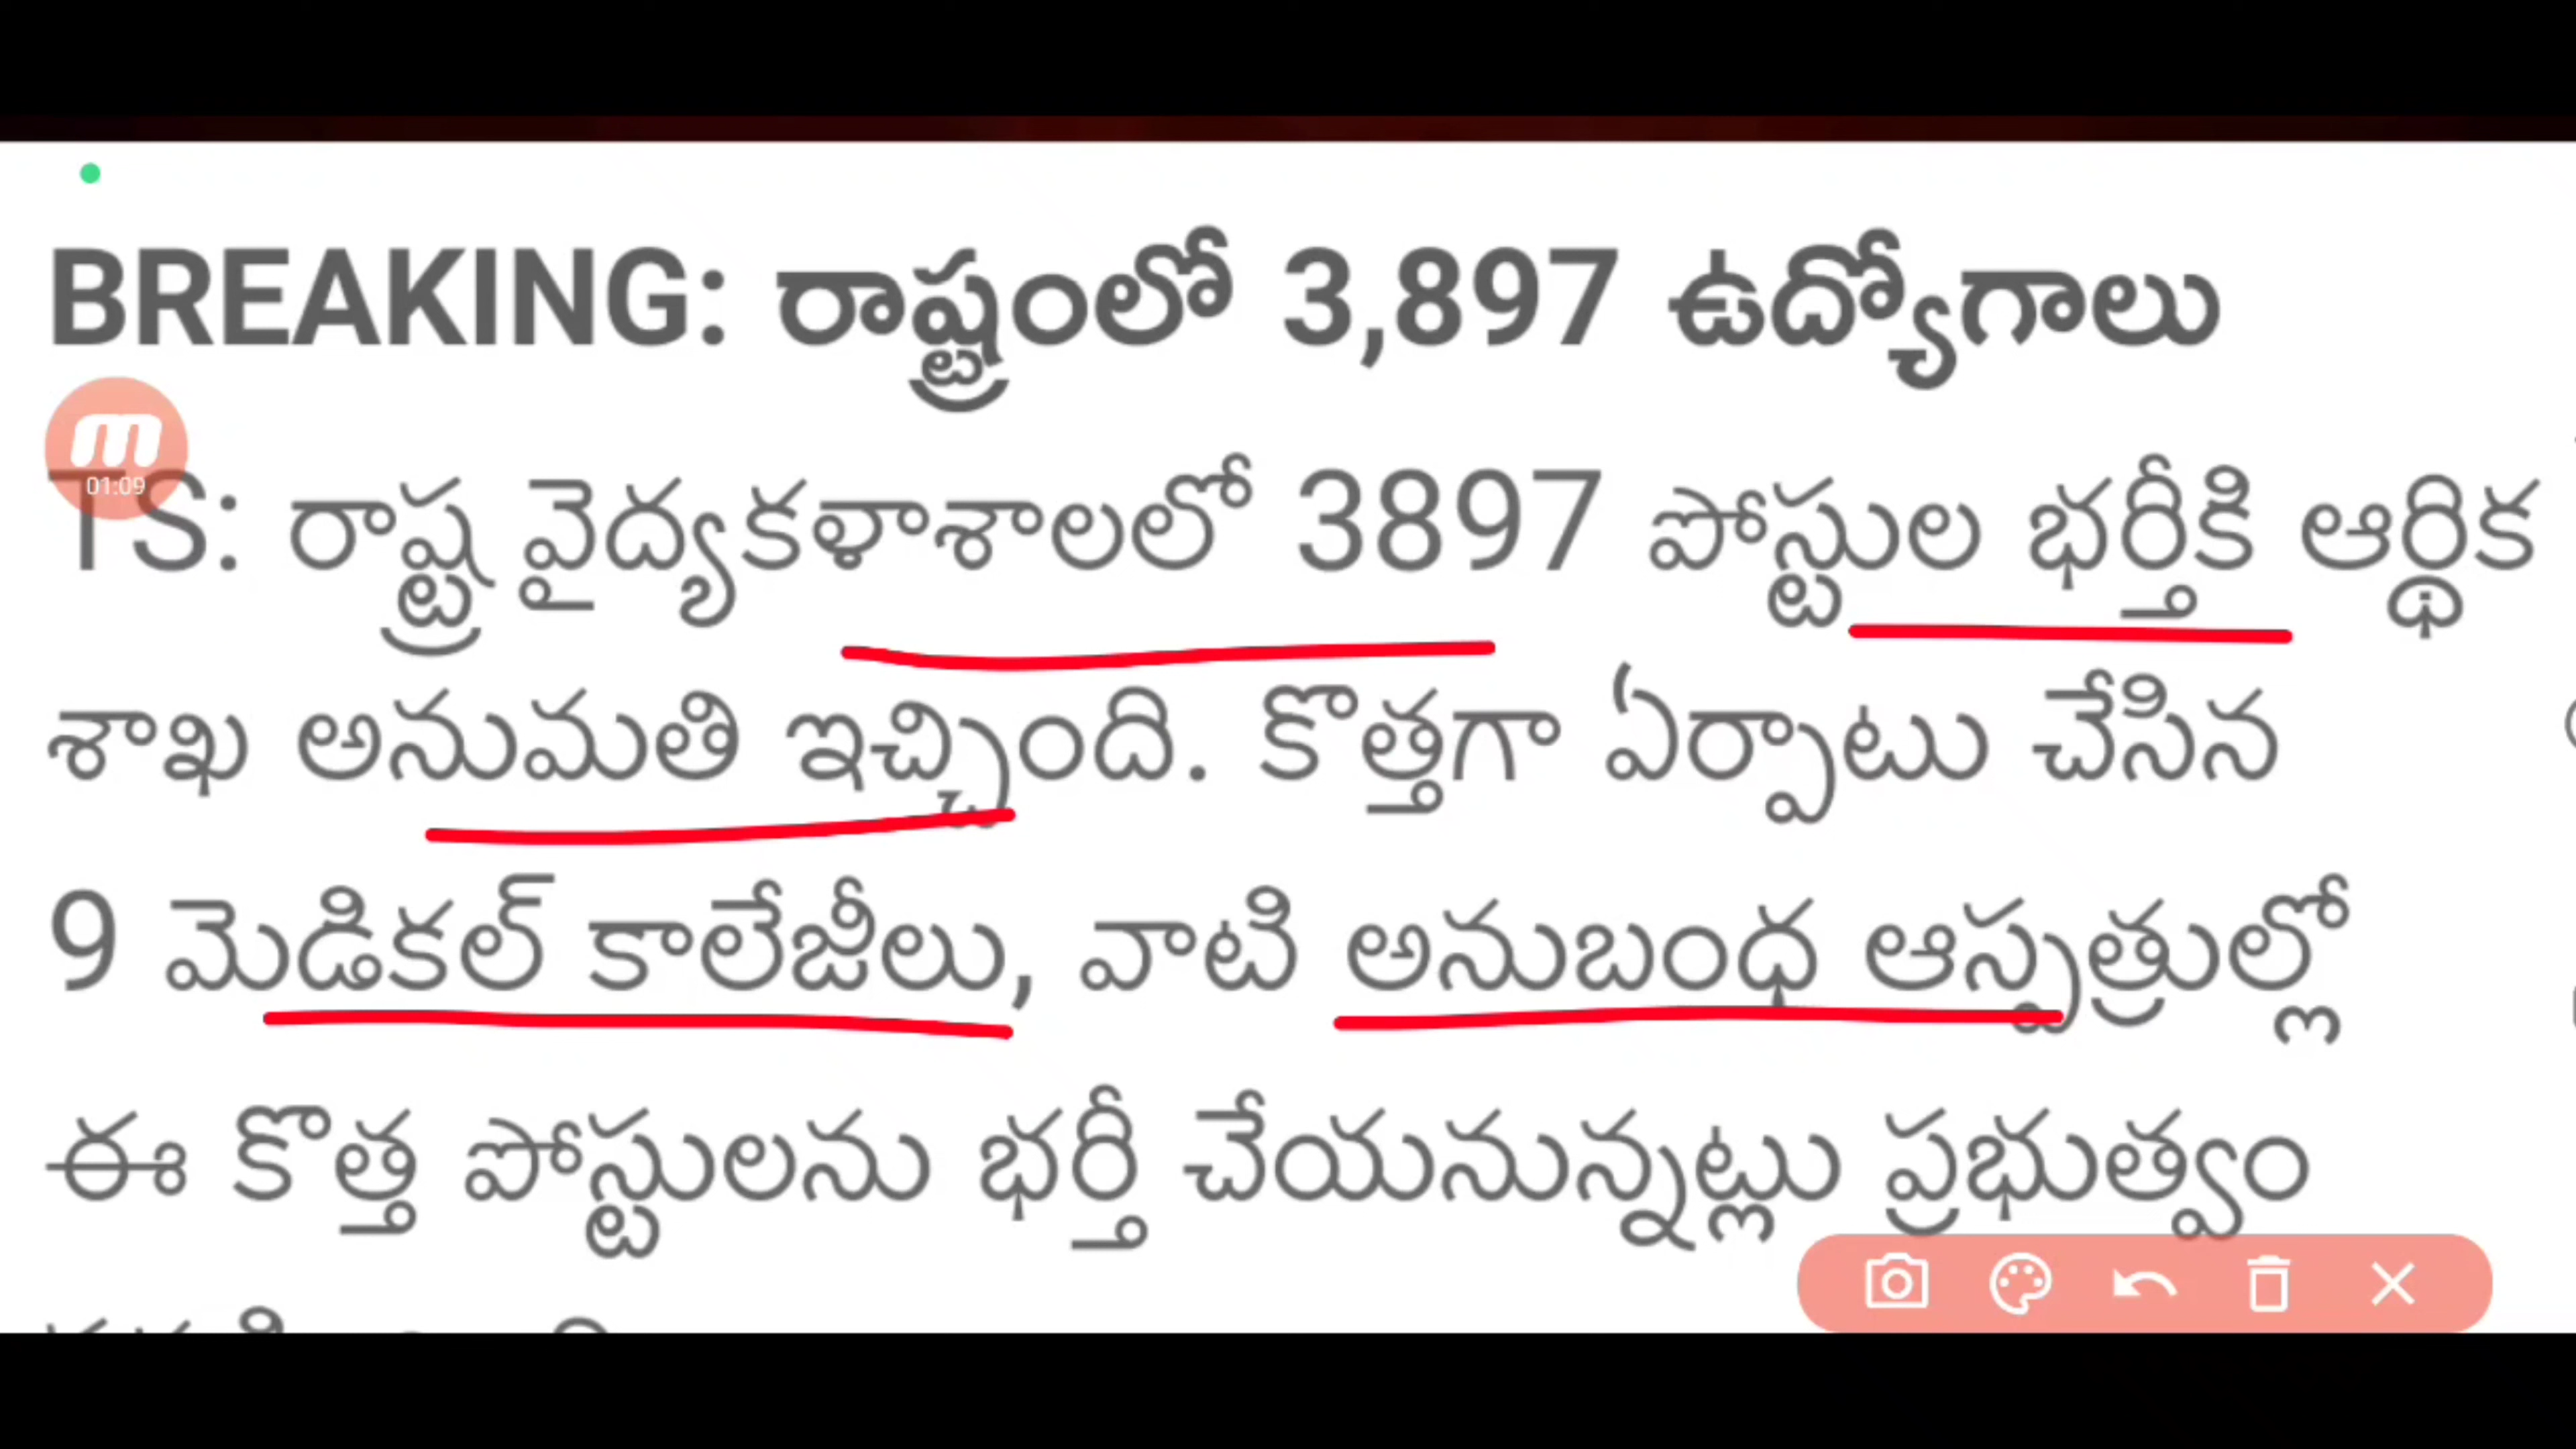 BREAKING: రాష్ట్రంలో 3,897 ఉద్యోగాలు
01:09
TS: రాష్ట్ర వైద్యకళాశాలలో 3897 పోస్టుల భర్తీకి ఆర్థిక
శాఖ అనుమతి ఇచ్చింది. కొత్తగా ఏర్పాటు చేసిన
9 మెడికల్ కాలేజీలు, వాటి అనుబంధ ఆస్పత్రుల్లో
ఈ కొత్త పోస్టులను భర్తీ చేయనున్నట్లు ప్రభుత్వం